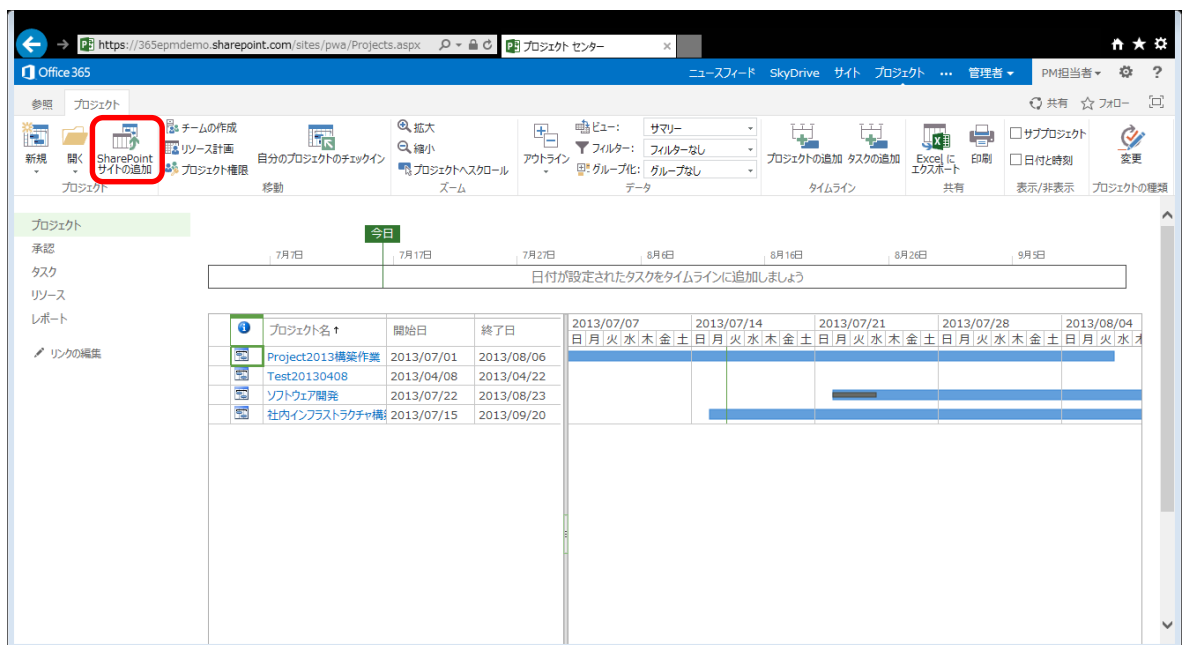 https://365epmdemo.sharepoint.com/sites/pwa/Projects.aspx
プロジェクト センター
Office 365
ニュースフィード SkyDrive サイト プロジェクト ... 管理者 PM担当者 ?
参照 プロジェクト
共有 フォロー
新規
開く
SharePoint
サイトの追加
プロジェクト
チームの作成
リソース計画
プロジェクト権限
自分のプロジェクトのチェックイン
移動
拡大
縮小
プロジェクトへスクロール
ズーム
アウトライン
ビュー: サマリー
フィルター: フィルターなし
グループ化: グループなし
データ
プロジェクトの追加 タスクの追加
タイムライン
Excel に
エクスポート
印刷
共有
サブプロジェクト
日付と時刻
表示/非表示
変更
プロジェクトの種類
プロジェクト
承認
タスク
リソース
レポート
リンクの編集
今日
7月7日 7月17日 7月27日 8月6日 8月16日 8月26日 9月5日
日付が設定されたタスクをタイムラインに追加しましょう
プロジェクト名 ↑ 開始日 終了日
2013/07/07 2013/07/14 2013/07/21 2013/07/28 2013/08/04
日 月 火 水 木 金 土 日 月 火 水 木 金 土 日 月 火 水 木 金 土 日 月 火 水 木 金 土 日 月 火 水
Project2013構築作業 2013/07/01 2013/08/06
Test20130408 2013/04/08 2013/04/22
ソフトウェア開発 2013/07/22 2013/08/23
社内インフラストラクチャ構 2013/07/15 2013/09/20